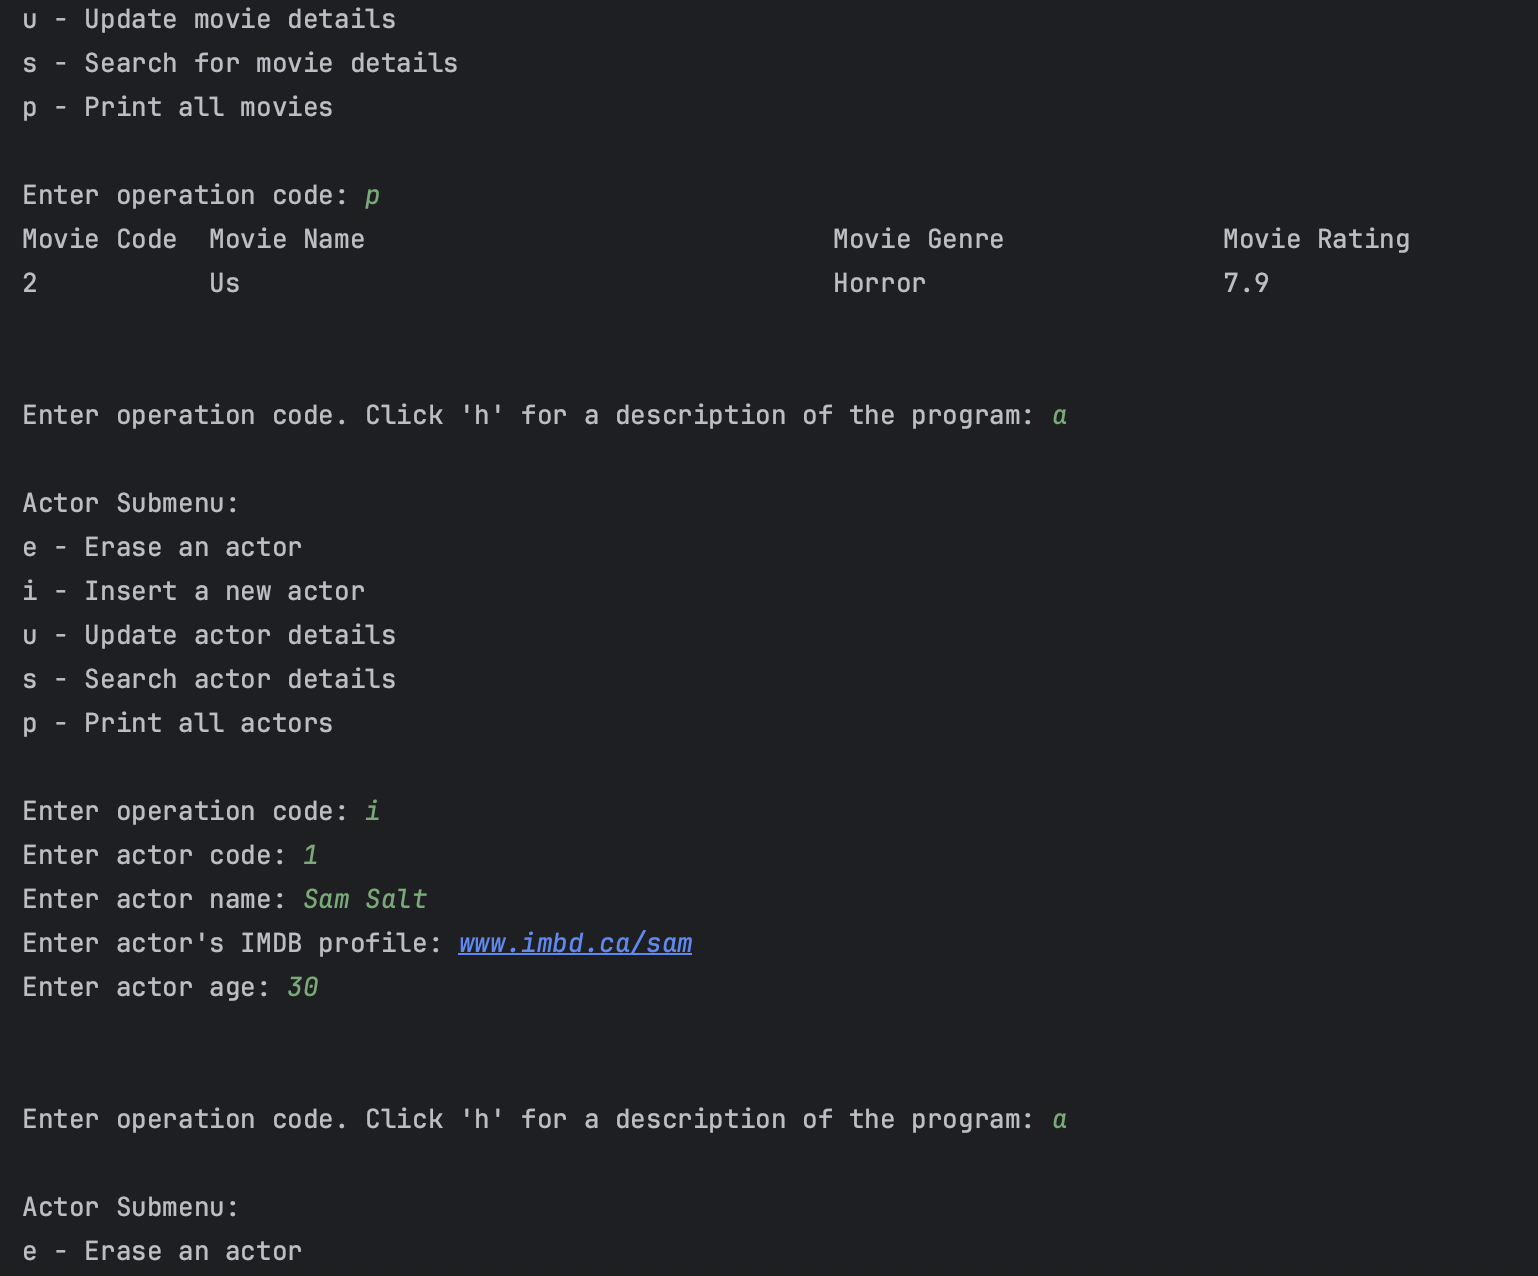 u - Update movie details
s - Search for movie details
p - Print all movies
Enter operation code: p
Movie Code  Movie Name                              Movie Genre              Movie Rating
2           Us                                      Horror                   7.9
Enter operation code. Click 'h' for a description of the program: a
Actor Submenu:
e - Erase an actor
i - Insert a new actor
u - Update actor details
s - Search actor details
p - Print all actors
Enter operation code: i
Enter actor code: 1
Enter actor name: Sam Salt
Enter actor's IMDB profile: www.imbd.ca/sam
Enter actor age: 30
Enter operation code. Click 'h' for a description of the program: a
Actor Submenu:
e - Erase an actor